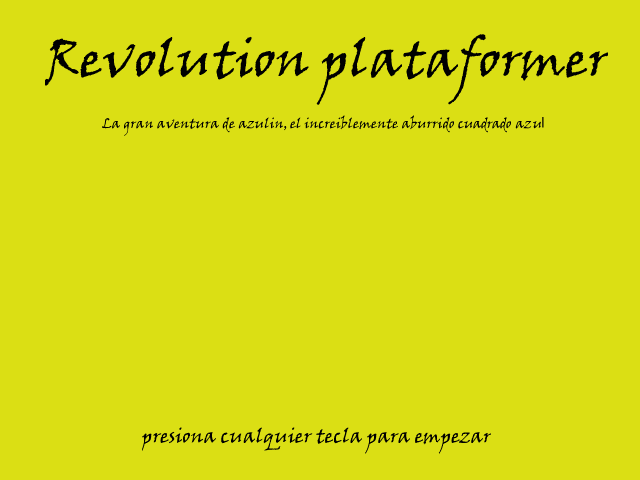 Revolution plataformer
La gran aventura de azulin, el increiblemente aburrido cuadrado azul
presiona cualquier tecla para empezar